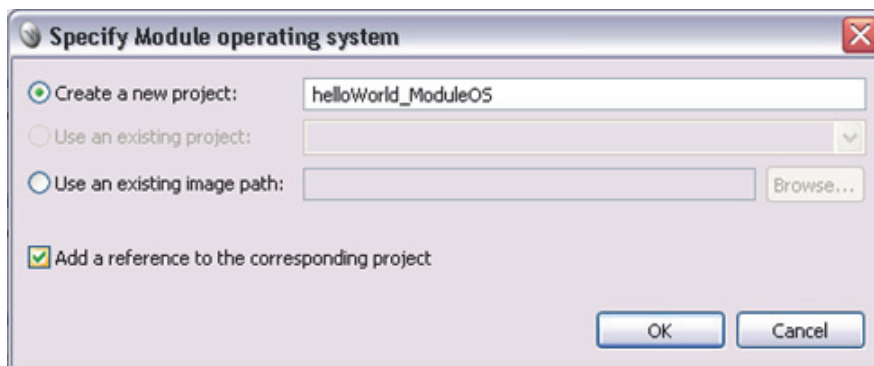 Specify Module operating system
Create a new project: helloWorld_ModuleOS
Use an existing project:
Use an existing image path: Browse...
Add a reference to the corresponding project
OK Cancel